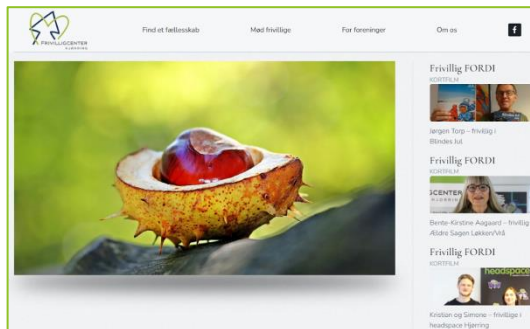 FRIVILLIGCENTER
HJØRRING
Find et fællesskab
Mød frivillige
For foreninger
Om os
f
Frivillig FORDI
KORTFILM
Jørgen Torp – frivillig i
Blindes Jul
Frivillig FORDI
KORTFILM
CENTER
Bente-Kirstine Aagaard – frivillig
Ældre Sagen Løkken/Vrå
Frivillig FORDI
KORTFILM
headspace
Kristian og Simone – frivillige i
headspace Hjørring